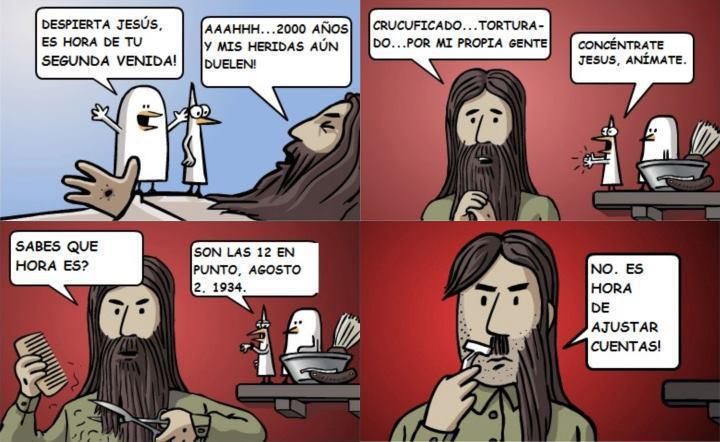 DESPIERTA JESÚS,
ES HORA DE TU
SEGUNDA VENIDA!
AAAHHH...2000 AÑOS
Y MIS HERIDAS AÚN
DUELEN!
CRUCUFICADO...TORTURA-
DO...POR MI PROPIA GENTE
CONCÉNTRATE
JESUS, ANÍMATE.
SABES QUE
HORA ES?
SON LAS 12 EN
PUNTO, AGOSTO
2, 1934.
NO. ES
HORA
DE
AJUSTAR
CUENTAS!